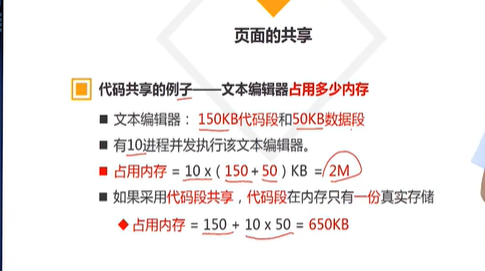 页面的共享
代码共享的例子——文本编辑器占用多少内存
文本编辑器： 150KB代码段和50KB数据段
有10进程并发执行该文本编辑器。
占用内存 = 10 x ( 150 + 50 ) KB = 2M
如果采用代码段共享，代码段在内存只有一份真实存储
占用内存 = 150 + 10 x 50 = 650KB